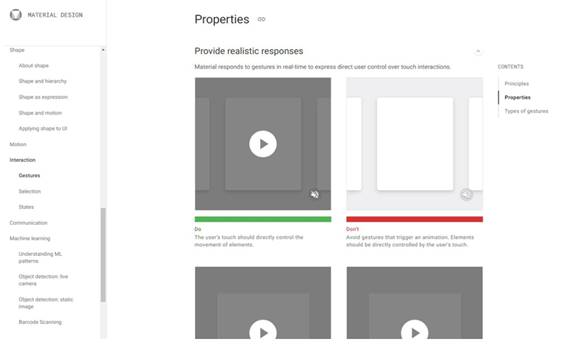 MATERIAL DESIGN
Shape
About shape
Shape and hierarchy
Shape as expression
Shape and motion
Applying shape to UI
Motion
Interaction
Gestures
Selection
States
Communication
Machine learning
Understanding ML
patterns
Object detection: live
camera
Object detection: static
image
Barcode Scanning
Properties
Provide realistic responses
Material responds to gestures in real-time to express direct user control over touch interactions.
Do
The user's touch should directly control the
movement of elements.
Don't
Avoid gestures that trigger an animation. Elements
should be directly controlled by the user's touch.
CONTENTS
Principles
Properties
Types of gestures